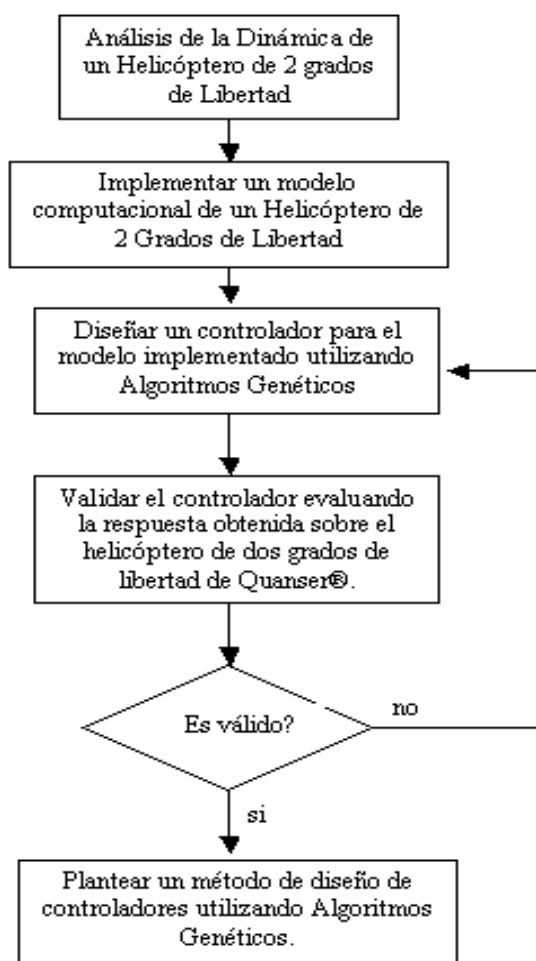 Análisis de la Dinámica de
un Helicóptero de 2 grados
de Libertad
Implementar un modelo
computacional de un Helicóptero de
2 Grados de Libertad
Diseñar un controlador para el
modelo implementado utilizando
Algoritmos Genéticos
Validar el controlador evaluando
la respuesta obtenida sobre el
helicóptero de dos grados de
libertad de Quanser®.
Es válido?
no
si
Plantear un método de diseño de
controladores utilizando Algoritmos
Genéticos.